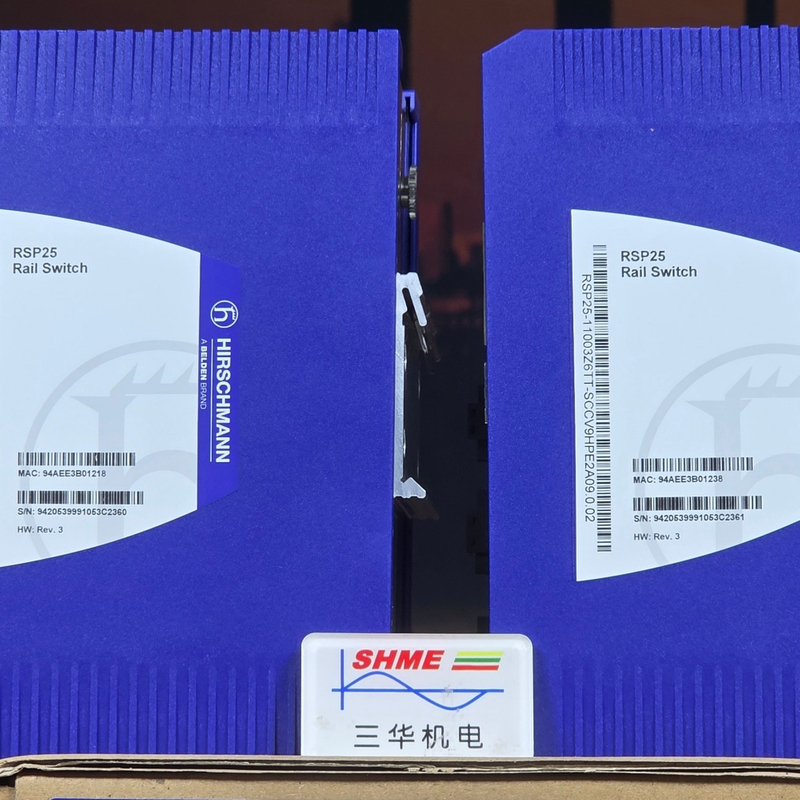 RSP25
Rail Switch
HIRSCHMANN
A BELDEN BRAND
MAC: 94AEE3B01218
S/N: 9420539991053C2360
HW: Rev. 3
RSP25
Rail Switch
RSP25-11003Z6TT-SCCV9HPE2A09.0.02
MAC: 94AEE3B01238
S/N: 9420539991053C2361
HW: Rev. 3
SHME
三华机电